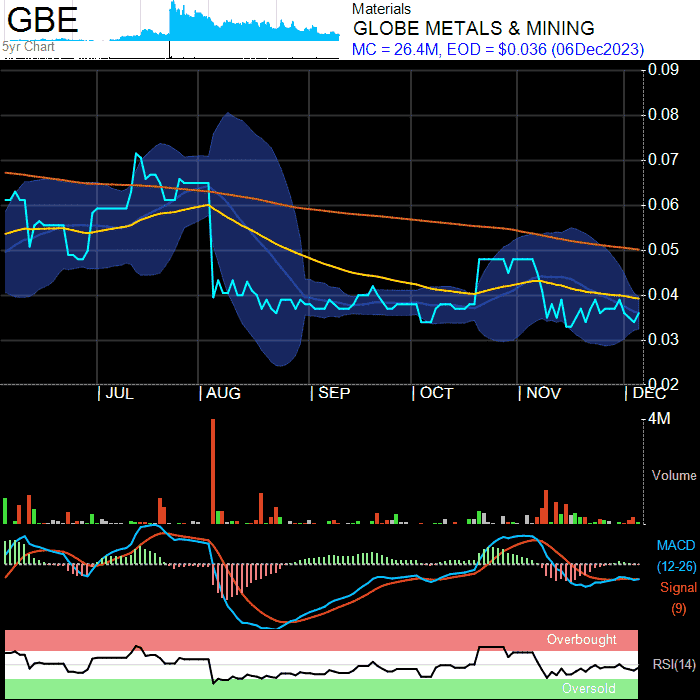 GBE
5yr Chart
Materials
GLOBE METALS & MINING
MC = 26.4M, EOD = $0.036 (06Dec2023)
0.09
0.08
0.07
0.06
0.05
0.04
0.03
0.02
| JUL | AUG | SEP | OCT | NOV | DEC
4M
Volume
MACD
(12-26)
Signal
(9)
Overbought
RSI(14)
Oversold